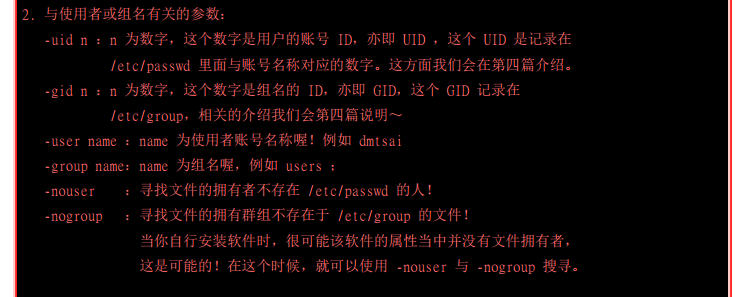 2. 与使用者或组名有关的参数:
-uid n : n 为数字，这个数字是用户的账号 ID，亦即 UID ，这个 UID 是记录在
/etc/passwd 里面与账号名称对应的数字。这方面我们会在第四篇介绍。
-gid n : n 为数字，这个数字是组名的 ID，亦即 GID，这个 GID 记录在
/etc/group，相关的介绍我们会第四篇说明～
-user name : name 为使用者账号名称喔! 例如 dmtsai
-group name: name 为组名喔，例如 users ;
-nouser : 寻找文件的拥有者不存在 /etc/passwd 的人!
-nogroup : 寻找文件的拥有群组不存在于 /etc/group 的文件!
当你自行安装软件时，很可能该软件的属性当中并没有文件拥有者，
这是可能的! 在这个时候，就可以使用 -nouser 与 -nogroup 搜寻。